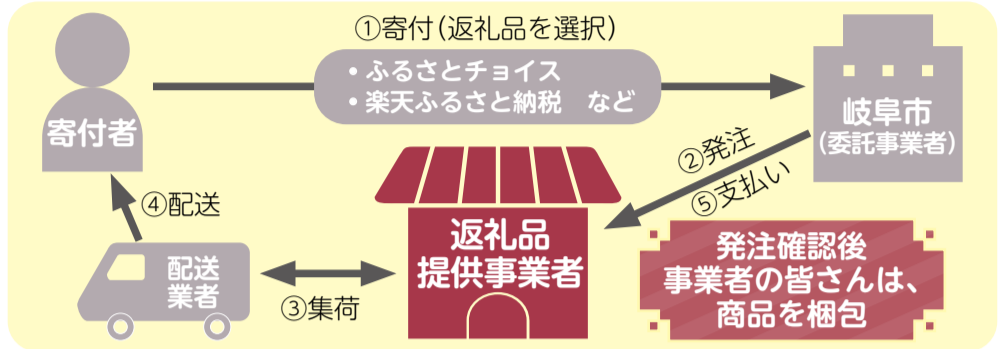 ①寄付(返礼品を選択)
・ふるさとチョイス
・楽天ふるさと納税　など
寄付者
岐阜市
(委託事業者)
②発注
⑤支払い
④配送
返礼品
提供事業者
配送
業者
③集荷
発注確認後
事業者の皆さんは、
商品を梱包